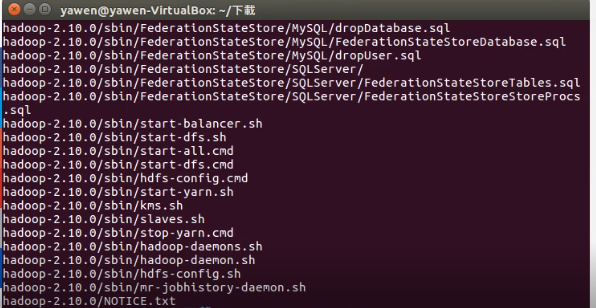 yawen@yawen-VirtualBox: ~/下載
hadoop-2.10.0/sbin/FederationStateStore/MySQL/dropDatabase.sql
hadoop-2.10.0/sbin/FederationStateStore/MySQL/FederationStateStoreDatabase.sql
hadoop-2.10.0/sbin/FederationStateStore/MySQL/dropUser.sql
hadoop-2.10.0/sbin/FederationStateStore/SQLServer/
hadoop-2.10.0/sbin/FederationStateStore/SQLServer/FederationStateStoreTables.sql
hadoop-2.10.0/sbin/FederationStateStore/SQLServer/FederationStateStoreStoreProcs
.sql
hadoop-2.10.0/sbin/start-balancer.sh
hadoop-2.10.0/sbin/start-dfs.sh
hadoop-2.10.0/sbin/start-all.cmd
hadoop-2.10.0/sbin/start-dfs.cmd
hadoop-2.10.0/sbin/hdfs-config.cmd
hadoop-2.10.0/sbin/start-yarn.sh
hadoop-2.10.0/sbin/kms.sh
hadoop-2.10.0/sbin/slaves.sh
hadoop-2.10.0/sbin/stop-yarn.cmd
hadoop-2.10.0/sbin/hadoop-daemons.sh
hadoop-2.10.0/sbin/hadoop-daemon.sh
hadoop-2.10.0/sbin/hdfs-config.sh
hadoop-2.10.0/sbin/mr-jobhistory-daemon.sh
hadoop-2.10.0/NOTICE.txt